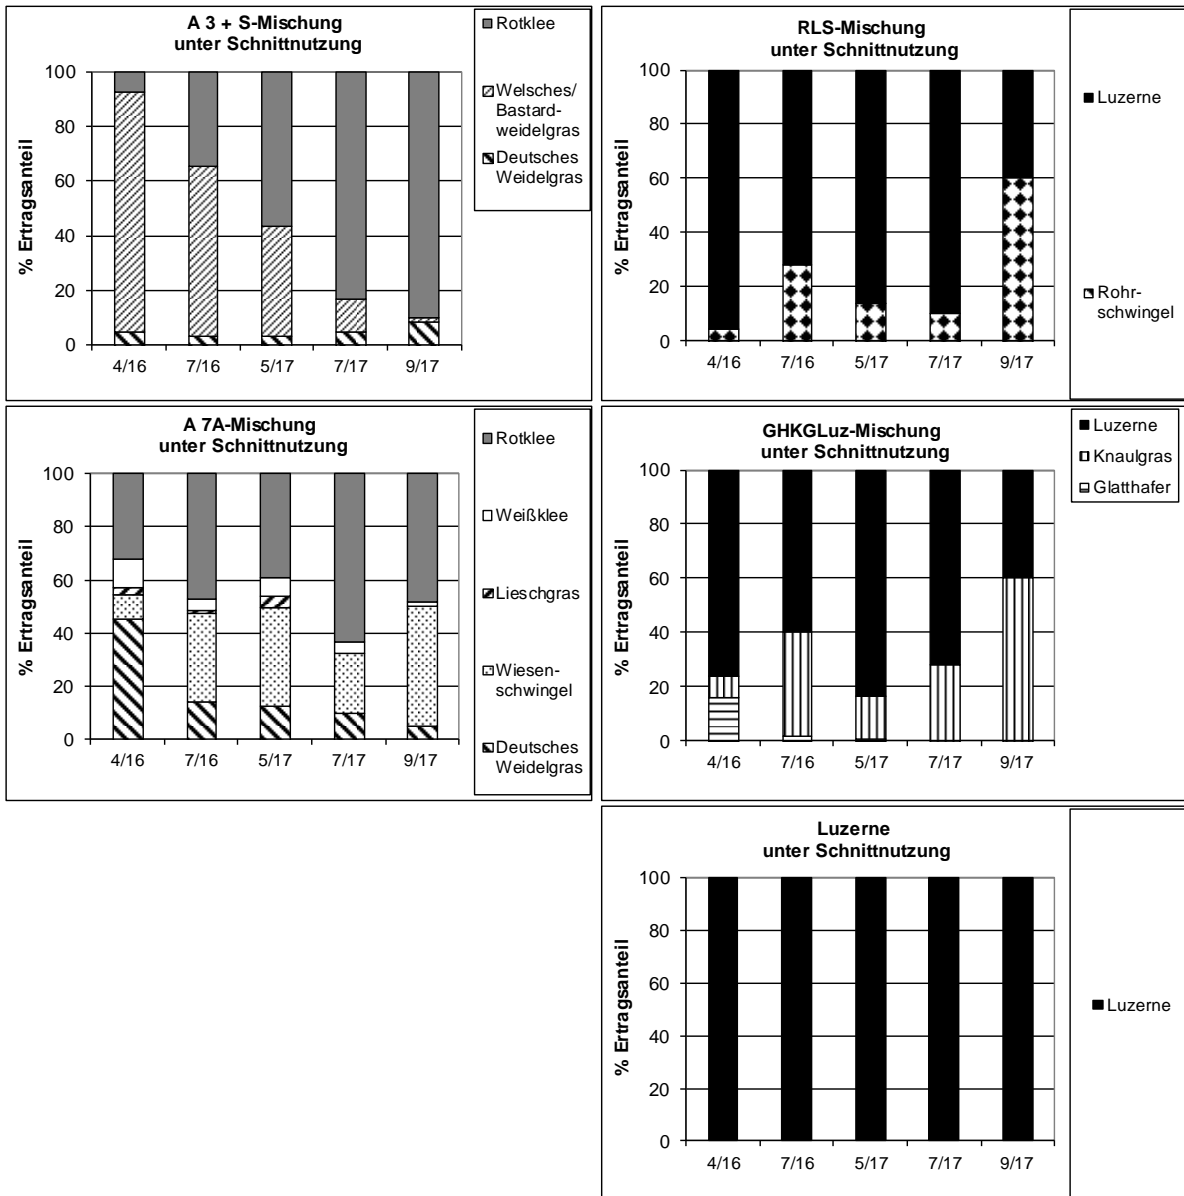 A 3 + S-Mischung
unter Schnittnutzung
% Ertragsanteil
100
80
60
40
20
0
4/16 7/16 5/17 7/17 9/17
Rotklee
Welsches/
Bastard-
weidelgras
Deutsches
Weidelgras
RLS-Mischung
unter Schnittnutzung
% Ertragsanteil
100
80
60
40
20
0
4/16 7/16 5/17 7/17 9/17
Luzerne
Rohr-
schwingel
A 7A-Mischung
unter Schnittnutzung
% Ertragsanteil
100
80
60
40
20
0
4/16 7/16 5/17 7/17 9/17
Rotklee
Weißklee
Lieschgras
Wiesen-
schwingel
Deutsches
Weidelgras
GHKGLuz-Mischung
unter Schnittnutzung
% Ertragsanteil
100
80
60
40
20
0
4/16 7/16 5/17 7/17 9/17
Luzerne
Knaulgras
Glatthafer
Luzerne
unter Schnittnutzung
% Ertragsanteil
100
80
60
40
20
0
4/16 7/16 5/17 7/17 9/17
Luzerne